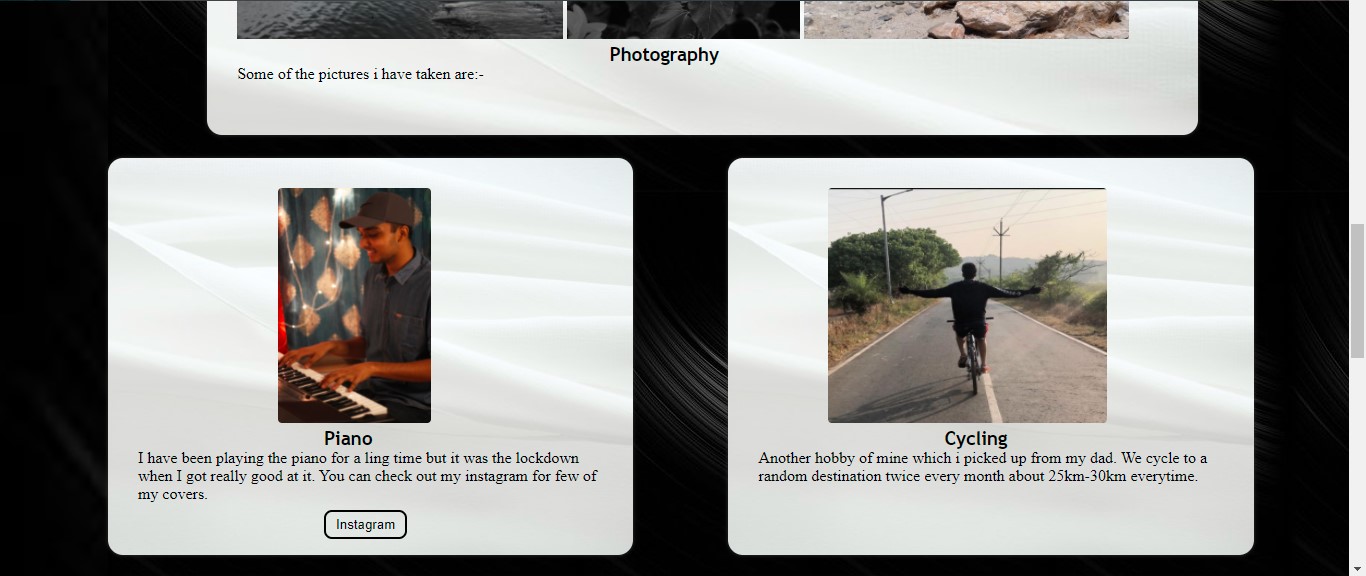 Photography
Some of the pictures i have taken are:-
Piano
I have been playing the piano for a ling time but it was the lockdown
when I got really good at it. You can check out my instagram for few of
my covers.
Instagram
Cycling
Another hobby of mine which i picked up from my dad. We cycle to a
random destination twice every month about 25km-30km everytime.